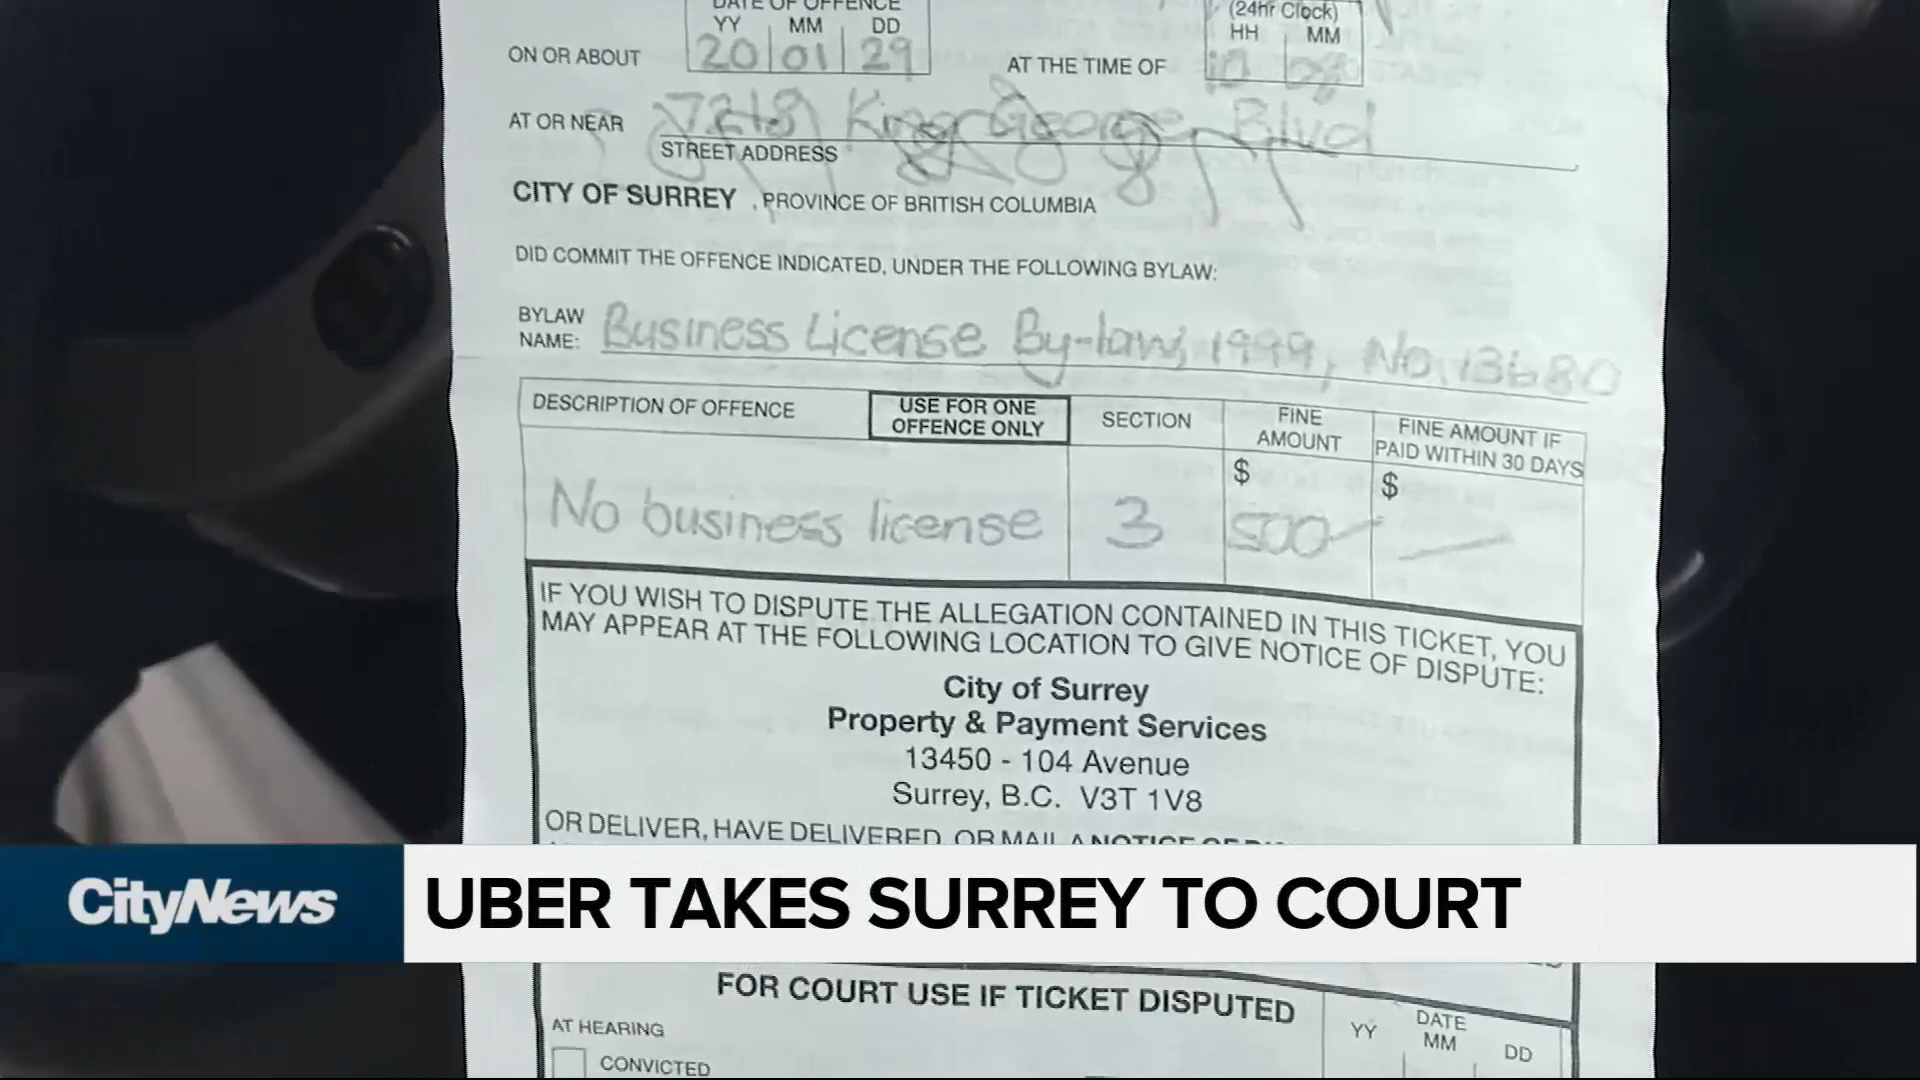 DATE OF OFFENCE
YY MM DD
(24hr Clock)
HH MM
ON OR ABOUT 20 01 29 AT THE TIME OF
AT OR NEAR 7218 King George Blvd
STREET ADDRESS
CITY OF SURREY , PROVINCE OF BRITISH COLUMBIA
DID COMMIT THE OFFENCE INDICATED, UNDER THE FOLLOWING BYLAW:
BYLAW
NAME: Business License By-law, 1999, No. 13680
DESCRIPTION OF OFFENCE
USE FOR ONE
OFFENCE ONLY
SECTION
FINE
AMOUNT
FINE AMOUNT IF
PAID WITHIN 30 DAYS
$ $
No business license 3 500
IF YOU WISH TO DISPUTE THE ALLEGATION CONTAINED IN THIS TICKET, YOU
MAY APPEAR AT THE FOLLOWING LOCATION TO GIVE NOTICE OF DISPUTE:
City of Surrey
Property & Payment Services
13450 - 104 Avenue
Surrey, B.C. V3T 1V8
OR DELIVER, HAVE DELIVERED, OR MAIL A NOTICE OF
CityNews
UBER TAKES SURREY TO COURT
FOR COURT USE IF TICKET DISPUTED
AT HEARING
CONVICTED
DATE
YY MM DD